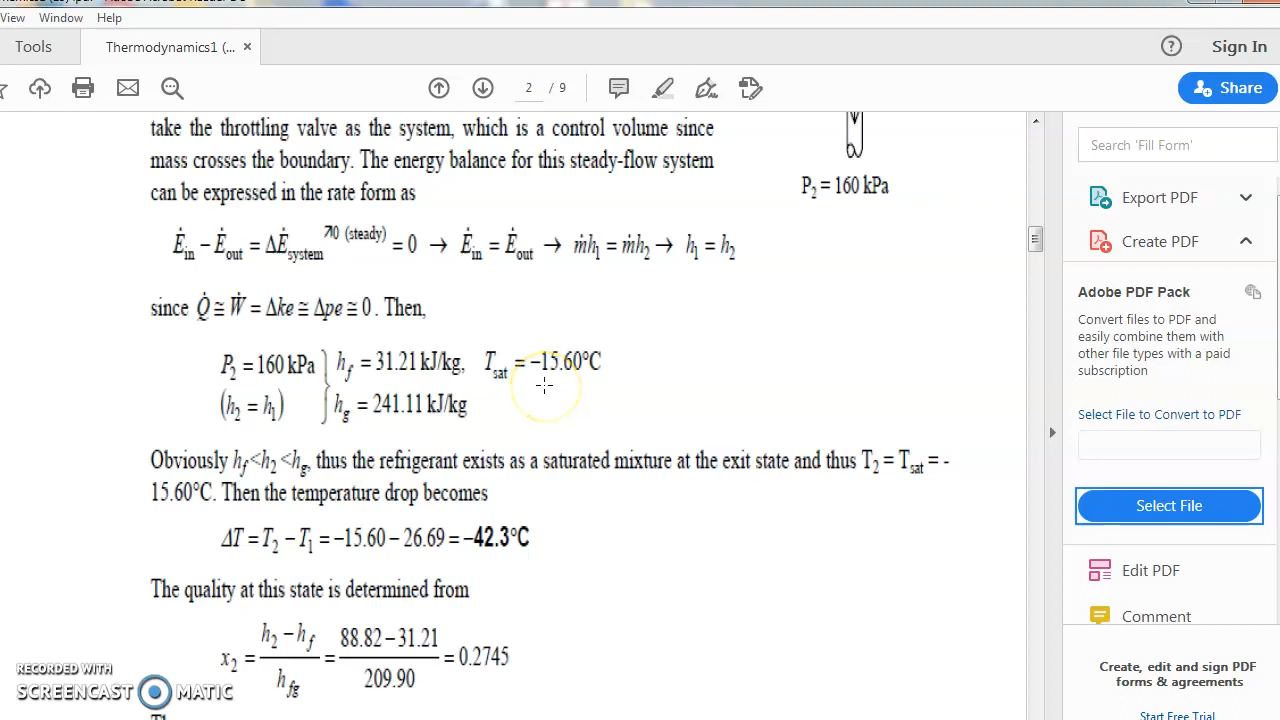 View Window Help
Tools Thermodynamics1 (... × Sign In
2 / 9 Share
take the throttling valve as the system, which is a control volume since
mass crosses the boundary. The energy balance for this steady-flow system
can be expressed in the rate form as
P₂ = 160 kPa
Ėin − Ėout = ΔĖsystem↗0 (steady) = 0 → Ėin = Ėout → ṁh₁ = ṁh₂ → h₁ = h₂
since Q̇ ≅ Ẇ = Δke ≅ Δpe ≅ 0. Then,
P₂ = 160 kPa } hf = 31.21 kJ/kg, Tsat = −15.60°C
(h₂ = h₁) hg = 241.11 kJ/kg
Obviously hf<h₂<hg, thus the refrigerant exists as a saturated mixture at the exit state and thus T₂ = Tsat = -
15.60°C. Then the temperature drop becomes
ΔT = T₂ − T₁ = −15.60 − 26.69 = −42.3°C
The quality at this state is determined from
x₂ = (h₂ − hf)/hfg = (88.82 − 31.21)/209.90 = 0.2745
RECORDED WITH
SCREENCAST MATIC
Search 'Fill Form'
Export PDF
Create PDF
Adobe PDF Pack
Convert files to PDF and
easily combine them with
other file types with a paid
subscription
Select File to Convert to PDF
Select File
Edit PDF
Comment
Create, edit and sign PDF
forms & agreements
Start Free Trial